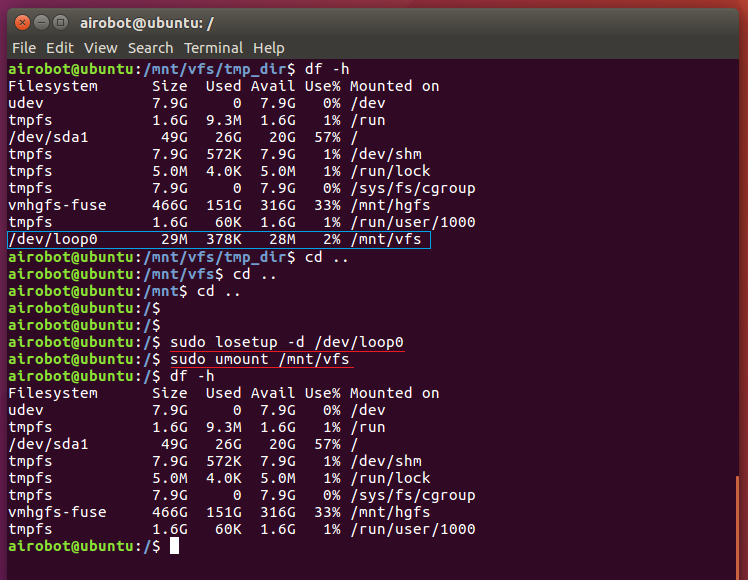 airobot@ubuntu: /
File Edit View Search Terminal Help
airobot@ubuntu:/mnt/vfs/tmp_dir$ df -h
Filesystem      Size  Used Avail Use% Mounted on
udev            7.9G     0  7.9G   0% /dev
tmpfs           1.6G  9.3M  1.6G   1% /run
/dev/sda1        49G   26G   20G  57% /
tmpfs           7.9G  572K  7.9G   1% /dev/shm
tmpfs           5.0M  4.0K  5.0M   1% /run/lock
tmpfs           7.9G     0  7.9G   0% /sys/fs/cgroup
vmhgfs-fuse     466G  151G  316G  33% /mnt/hgfs
tmpfs           1.6G   60K  1.6G   1% /run/user/1000
/dev/loop0       29M  378K   28M   2% /mnt/vfs
airobot@ubuntu:/mnt/vfs/tmp_dir$ cd ..
airobot@ubuntu:/mnt/vfs$ cd ..
airobot@ubuntu:/mnt$ cd ..
airobot@ubuntu:/$
airobot@ubuntu:/$
airobot@ubuntu:/$ sudo losetup -d /dev/loop0
airobot@ubuntu:/$ sudo umount /mnt/vfs
airobot@ubuntu:/$ df -h
Filesystem      Size  Used Avail Use% Mounted on
udev            7.9G     0  7.9G   0% /dev
tmpfs           1.6G  9.3M  1.6G   1% /run
/dev/sda1        49G   26G   20G  57% /
tmpfs           7.9G  572K  7.9G   1% /dev/shm
tmpfs           5.0M  4.0K  5.0M   1% /run/lock
tmpfs           7.9G     0  7.9G   0% /sys/fs/cgroup
vmhgfs-fuse     466G  151G  316G  33% /mnt/hgfs
tmpfs           1.6G   60K  1.6G   1% /run/user/1000
airobot@ubuntu:/$